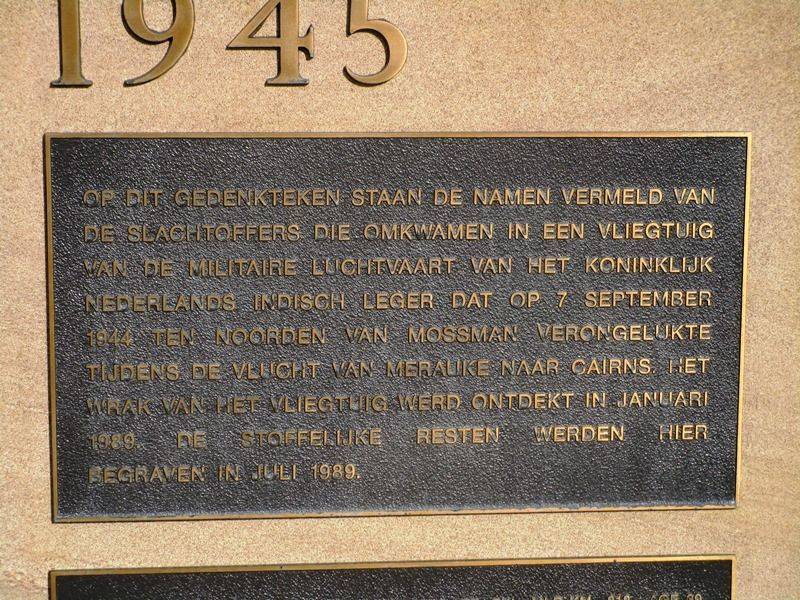 1945
OP DIT GEDENKTEKEN STAAN DE NAMEN VERMELD VAN
DE SLACHTOFFERS DIE OMKWAMEN IN EEN VLIEGTUIG
VAN DE MILITAIRE LUCHTVAART VAN HET KONINKLIJK
NEDERLANDS INDISCH LEGER DAT OP 7 SEPTEMBER
1944 TEN NOORDEN VAN MOSSMAN VERONGELUKTE
TIJDENS DE VLUCHT VAN MERAUKE NAAR CAIRNS. HET
WRAK VAN HET VLIEGTUIG WERD ONTDEKT IN JANUARI
1989. DE STOFFELIJKE RESTEN WERDEN HIER
BEGRAVEN IN JULI 1989.